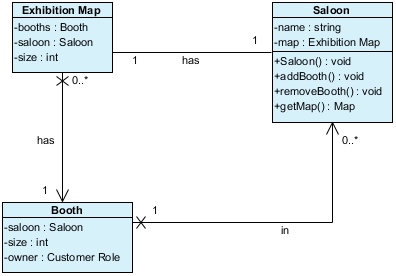 Exhibition Map
-booths : Booth
-saloon : Saloon
-size : int
Saloon
-name : string
-map : Exhibition Map
+Saloon() : void
+addBooth() : void
+removeBooth() : void
+getMap() : Map
1
has
1
0..*
has
1
0..*
1
in
Booth
-saloon : Saloon
-size : int
-owner : Customer Role